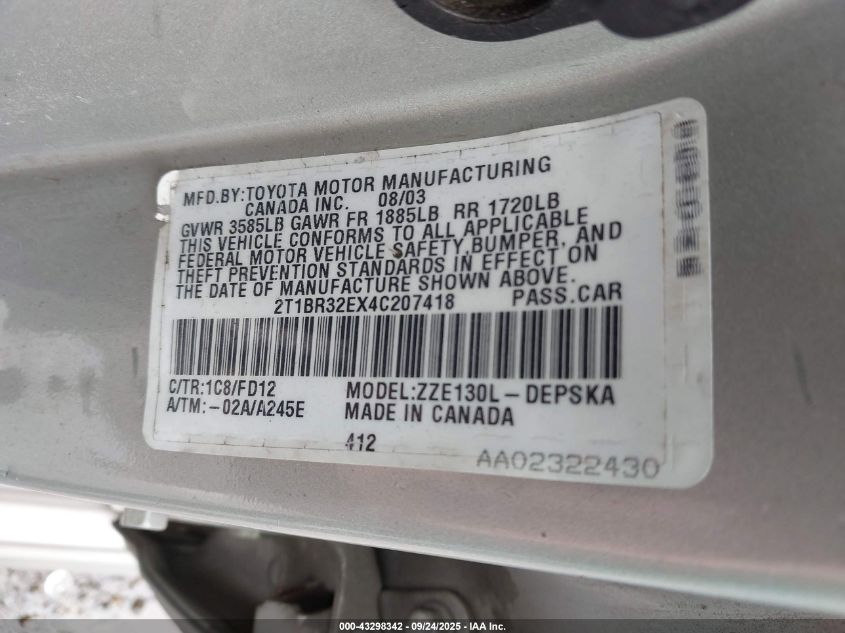 MFD.BY:TOYOTA MOTOR MANUFACTURING
CANADA INC. 08/03
GVWR 3585LB GAWR FR 1885LB RR 1720LB
THIS VEHICLE CONFORMS TO ALL APPLICABLE
FEDERAL MOTOR VEHICLE SAFETY,BUMPER, AND
THEFT PREVENTION STANDARDS IN EFFECT ON
THE DATE OF MANUFACTURE SHOWN ABOVE.
2T1BR32EX4C207418 PASS.CAR
C/TR:1C8/FD12 MODEL:ZZE130L-DEPSKA
A/TM:-02A/A245E MADE IN CANADA
412
AA02322430
000-43298342 - 09/24/2025 - IAA Inc.